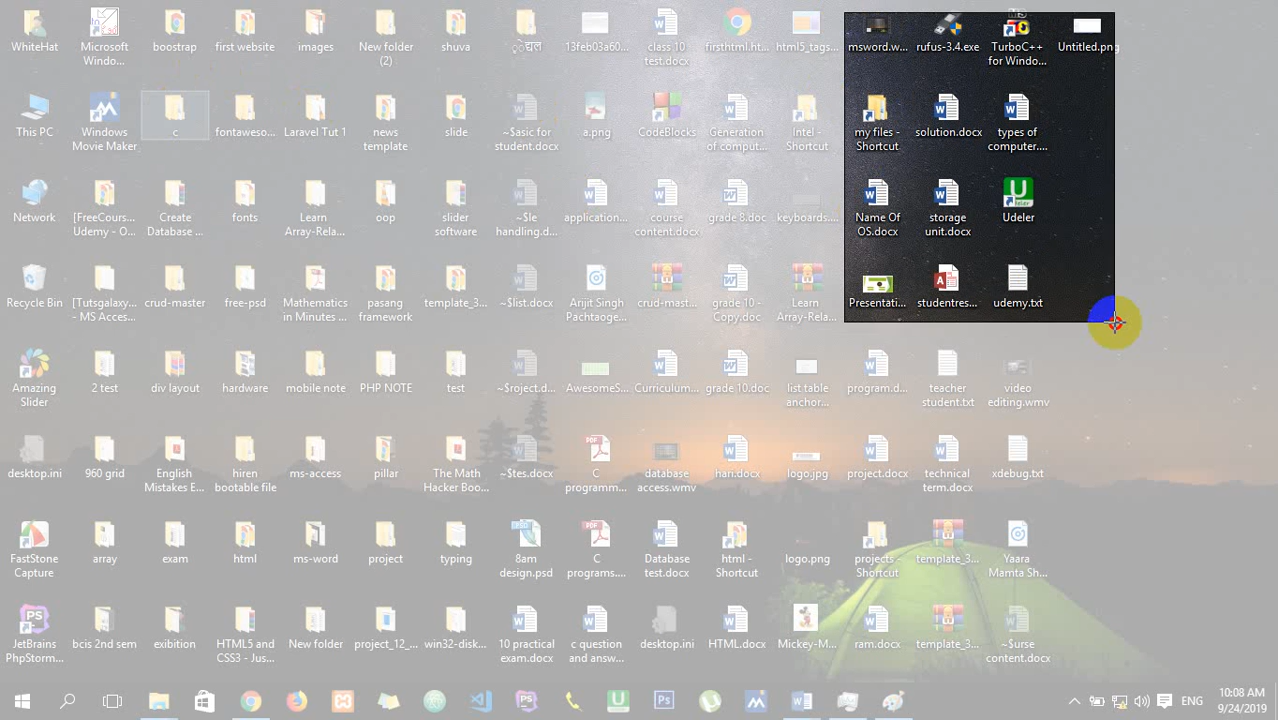 WhiteHat
Microsoft
Windo...
boostrap
first website
images
New folder
(2)
shuva
13feb03a60...
class 10
test.docx
firsthtml.ht...
html5_tags...
msword.w...
rufus-3.4.exe
TurboC++
for Windo...
Untitled.png
This PC
Windows
Movie Maker
c
fontaweso...
Laravel Tut 1
news
template
slide
~$asic for
student.docx
a.png
CodeBlocks
Generation
of comput...
Intel -
Shortcut
my files -
Shortcut
solution.docx
types of
computer....
Network
[FreeCours...
Udemy - O...
Create
Database ...
fonts
Learn
Array-Rela...
oop
slider
software
~$le
handling.d...
application...
course
content.docx
grade 8.doc
keyboards....
Name Of
OS.docx
storage
unit.docx
Udeler
Recycle Bin
[Tutsgalaxy...
- MS Acces...
crud-master
free-psd
Mathematics
in Minutes ...
pasang
framework
template_3...
~$list.docx
Arijit Singh
Pachtaoge...
crud-mast...
grade 10 -
Copy.doc
Learn
Array-Rela...
Presentati...
studentres...
udemy.txt
Amazing
Slider
2 test
div layout
hardware
mobile note
PHP NOTE
test
~$roject.d...
AwesomeS...
Curriculum...
grade 10.doc
list,table
anchor...
program.d...
teacher
student.txt
video
editing.wmv
desktop.ini
960 grid
English
Mistakes E...
hiren
bootable file
ms-access
pillar
The Math
Hacker Boo...
~$tes.docx
C
programm...
database
access.wmv
hari.docx
logo.jpg
project.docx
technical
term.docx
xdebug.txt
FastStone
Capture
array
exam
html
ms-word
project
typing
8am
design.psd
C
programs....
Database
test.docx
html -
Shortcut
logo.png
projects -
Shortcut
template_3...
Yaara
Mamta Sh...
JetBrains
PhpStorm...
bcis 2nd sem
exibition
HTML5 and
CSS3 - Jus...
New folder
project_12_...
win32-disk...
10 practical
exam.docx
c question
and answ...
desktop.ini
HTML.docx
Mickey-M...
ram.docx
template_3...
~$urse
content.docx
ENG
10:08 AM
9/24/2019